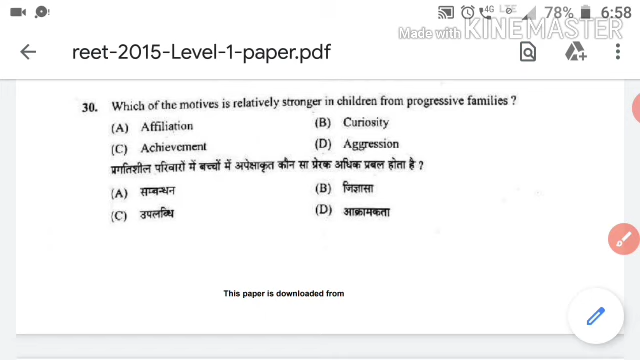 4G LTE 78% 6:58
Made with KINEMASTER
reet-2015-Level-1-paper.pdf
30. Which of the motives is relatively stronger in children from progressive families ?
(A) Affiliation (B) Curiosity
(C) Achievement (D) Aggression
प्रगतिशील परिवारों में बच्चों में अपेक्षाकृत कौन सा प्रेरक अधिक प्रबल होता है ?
(A) सम्बन्धन (B) जिज्ञासा
(C) उपलब्धि (D) आक्रामकता
This paper is downloaded from